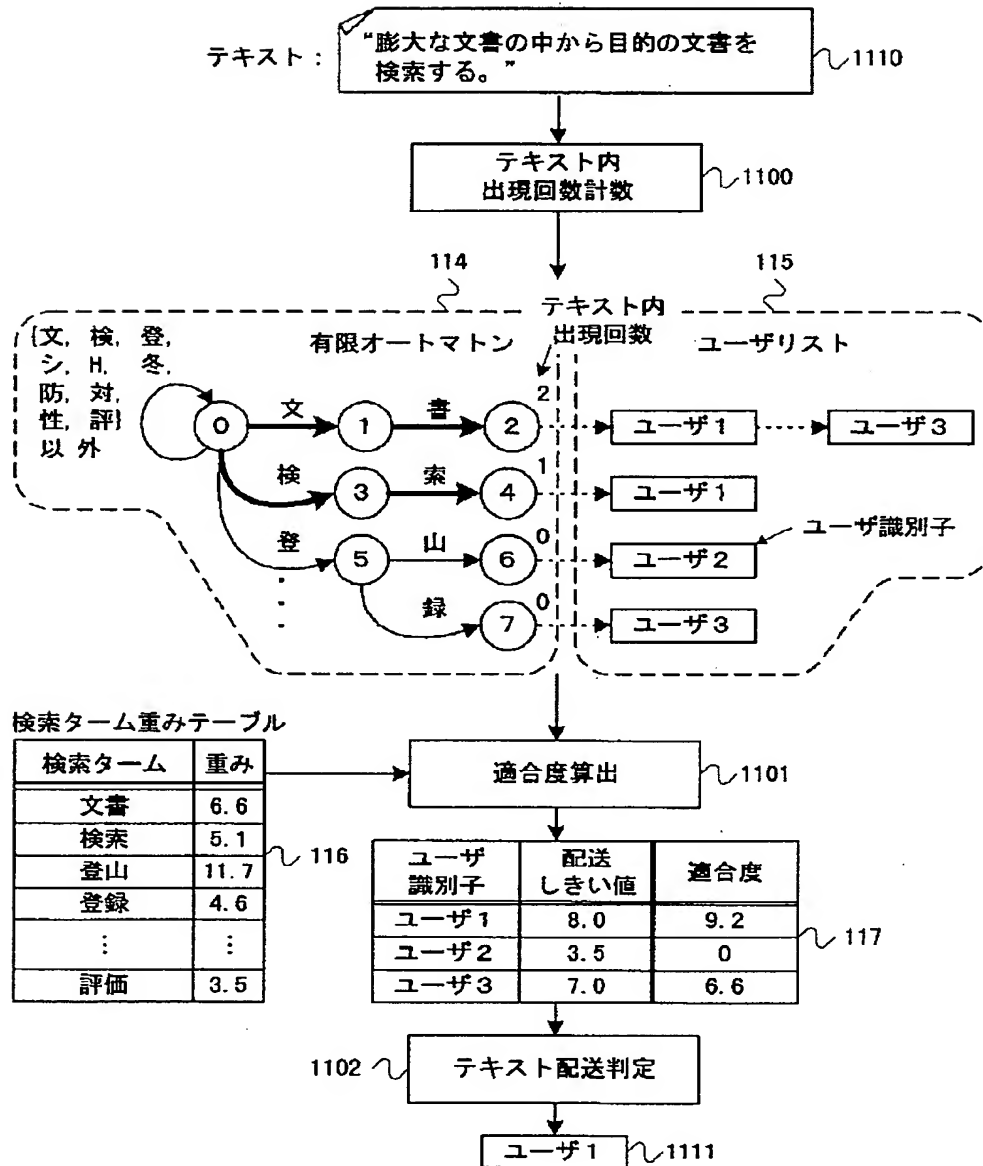 テキスト：
“膨大な文書の中から目的の文書を
検索する。”
1110
テキスト内
出現回数計数
1100
114
115
テキスト内
出現回数
{文, 検, 登,
シ, H, 冬,
防, 対,
性, 評}
以外
有限オートマトン
ユーザリスト
0 文 1 書 2 2 ユーザ1 ユーザ3
検 3 索 4 1 ユーザ1
ユーザ識別子
登 5 山 6 0 ユーザ2
録 7 0 ユーザ3
検索ターム重みテーブル
検索ターム 重み
文書 6.6
検索 5.1
登山 11.7
登録 4.6
⋮ ⋮
評価 3.5
116
適合度算出
1101
ユーザ
識別子
配送
しきい値
適合度
ユーザ1 8.0 9.2
ユーザ2 3.5 0
ユーザ3 7.0 6.6
117
1102
テキスト配送判定
ユーザ1
1111